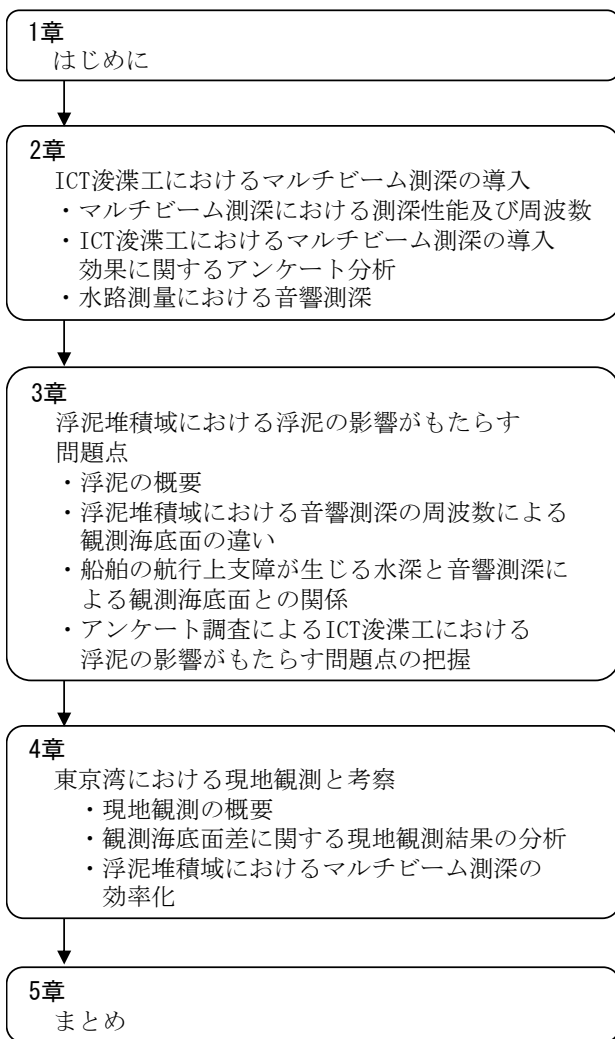 1章
はじめに
2章
ICT浚渫工におけるマルチビーム測深の導入
・マルチビーム測深における測深性能及び周波数
・ICT浚渫工におけるマルチビーム測深の導入
効果に関するアンケート分析
・水路測量における音響測深
3章
浮泥堆積域における浮泥の影響がもたらす
問題点
・浮泥の概要
・浮泥堆積域における音響測深の周波数による
観測海底面の違い
・船舶の航行上支障が生じる水深と音響測深に
よる観測海底面との関係
・アンケート調査によるICT浚渫工における
浮泥の影響がもたらす問題点の把握
4章
東京湾における現地観測と考察
・現地観測の概要
・観測海底面差に関する現地観測結果の分析
・浮泥堆積域におけるマルチビーム測深の
効率化
5章
まとめ